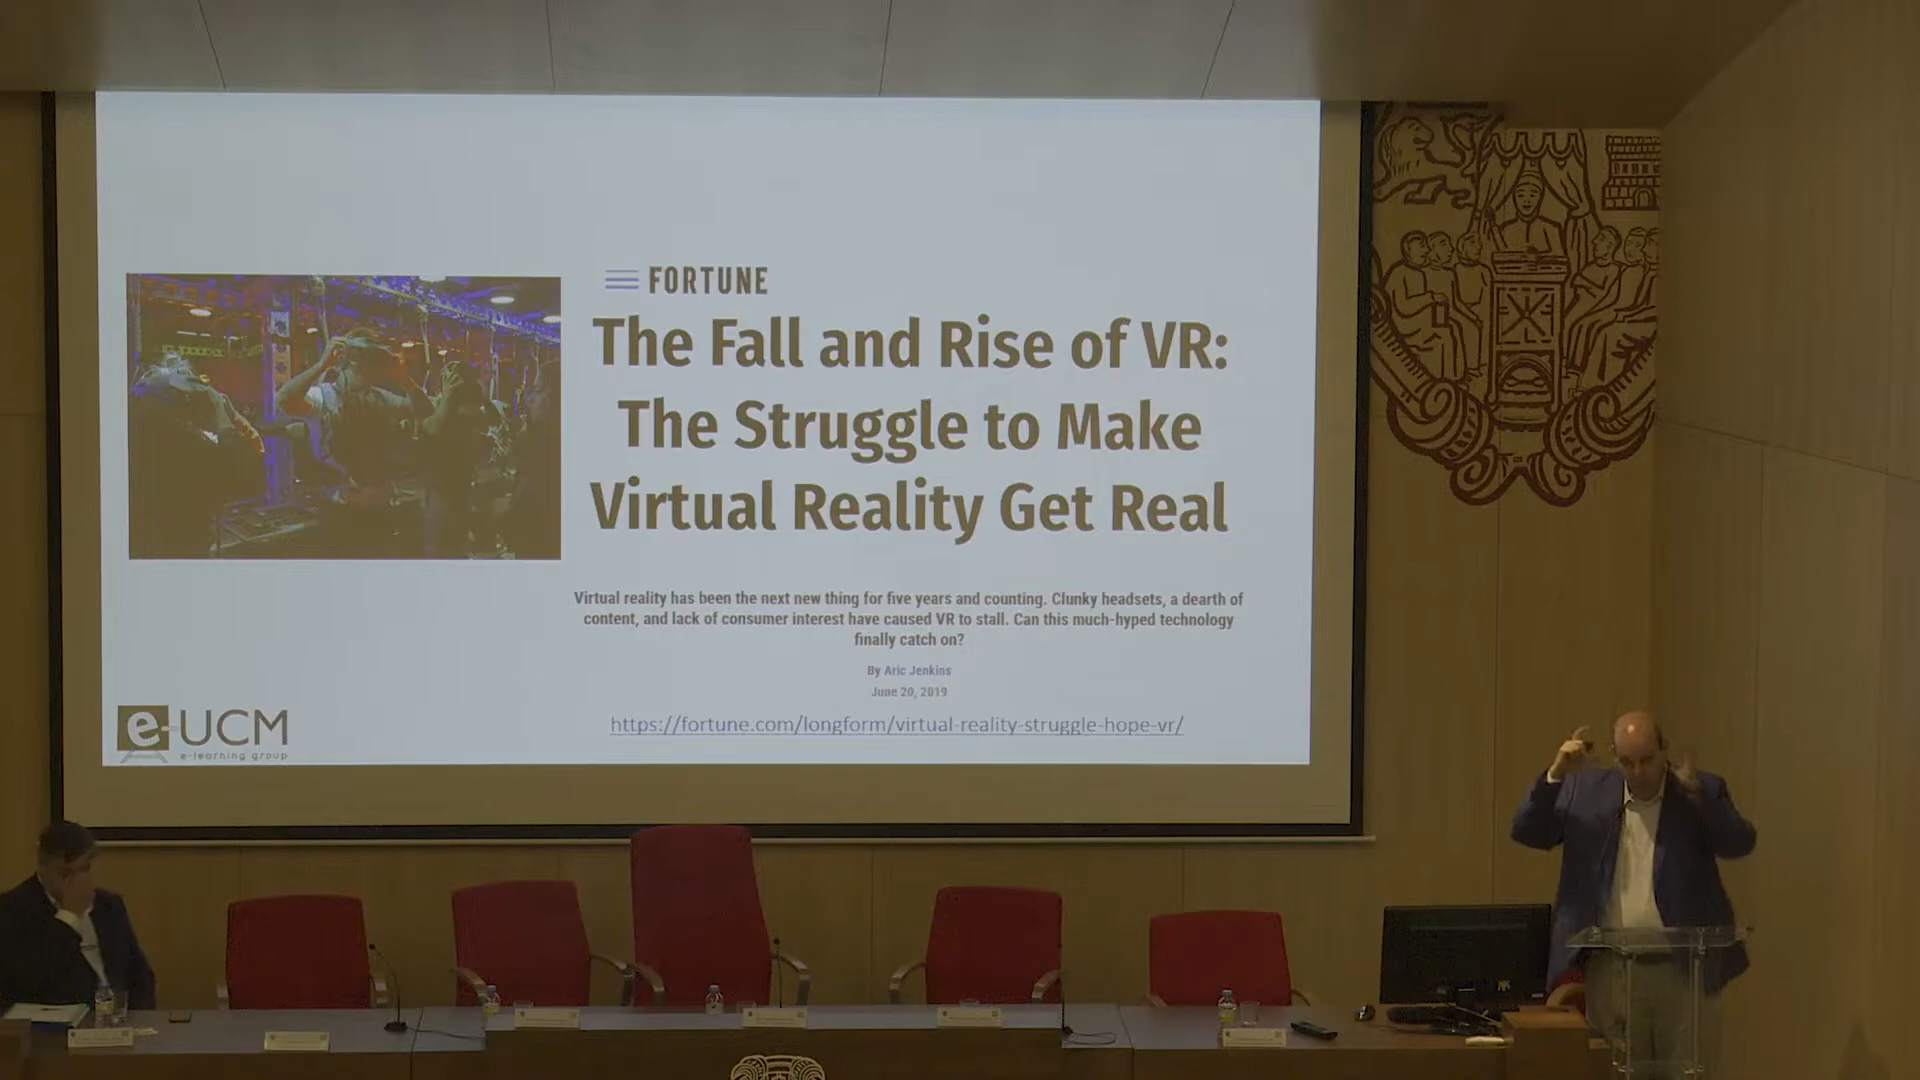 FORTUNE
The Fall and Rise of VR:
The Struggle to Make
Virtual Reality Get Real
Virtual reality has been the next new thing for five years and counting. Clunky headsets, a dearth of
content, and lack of consumer interest have caused VR to stall. Can this much-hyped technology
finally catch on?
By Aric Jenkins
June 20, 2019
https://fortune.com/longform/virtual-reality-struggle-hope-vr/
e-UCM
e-learning group